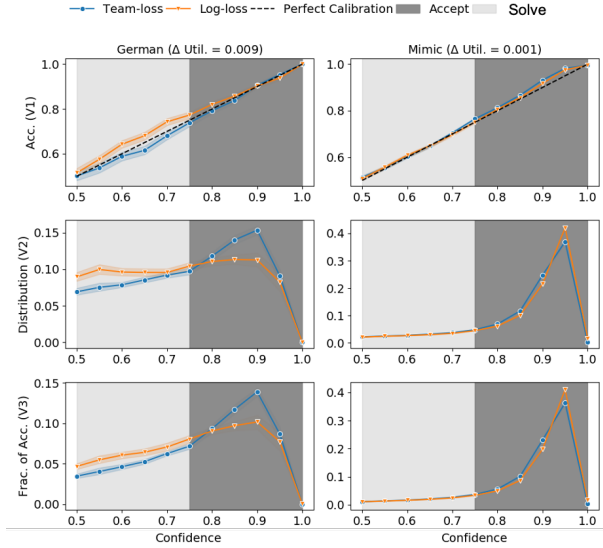 Team-loss Log-loss Perfect Calibration Accept Solve
German (Δ Util. = 0.009) Mimic (Δ Util. = 0.001)
Acc. (V1)
1.0 0.8 0.6
0.5 0.6 0.7 0.8 0.9 1.0
1.0 0.8 0.6
0.5 0.6 0.7 0.8 0.9 1.0
Distribution (V2)
0.15 0.10 0.05 0.00
0.5 0.6 0.7 0.8 0.9 1.0
0.4 0.3 0.2 0.1 0.0
0.5 0.6 0.7 0.8 0.9 1.0
Frac. of Acc. (V3)
0.15 0.10 0.05 0.00
0.5 0.6 0.7 0.8 0.9 1.0
0.4 0.3 0.2 0.1 0.0
0.5 0.6 0.7 0.8 0.9 1.0
Confidence Confidence